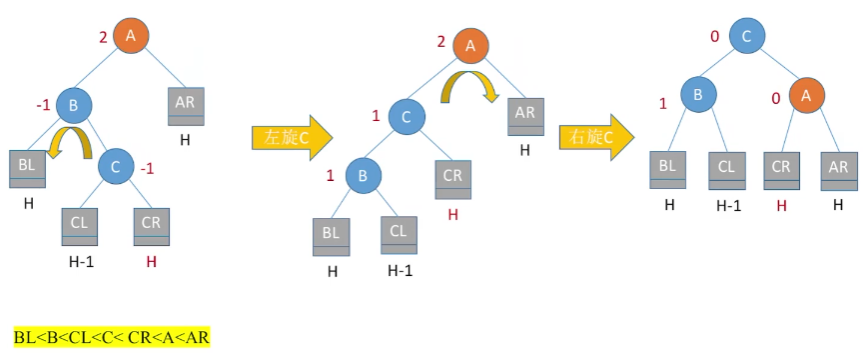 2 A
-1 B
AR
H
BL
H
C -1
CL
H-1
CR
H
左旋C
2 A
1 C
AR
H
1 B
CR
H
BL
H
CL
H-1
右旋C
0 C
1 B
0 A
BL
CL
CR
AR
H
H-1
H
H
BL<B<CL<C< CR<A<AR